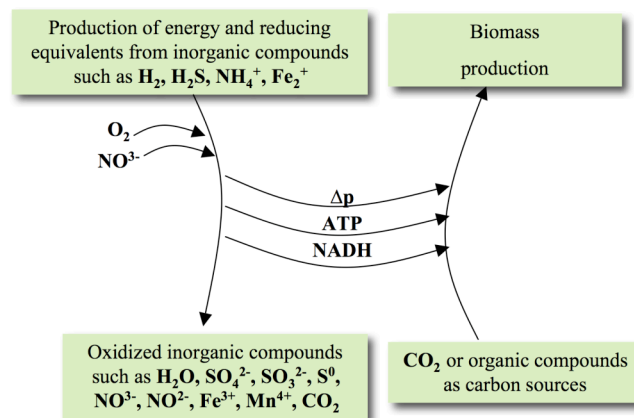 Production of energy and reducing
equivalents from inorganic compounds
such as H₂, H₂S, NH₄⁺, Fe₂⁺
Biomass
production
O₂
NO³⁻
Δp
ATP
NADH
Oxidized inorganic compounds
such as H₂O, SO₄²⁻, SO₃²⁻, S⁰,
NO³⁻, NO²⁻, Fe³⁺, Mn⁴⁺, CO₂
CO₂ or organic compounds
as carbon sources